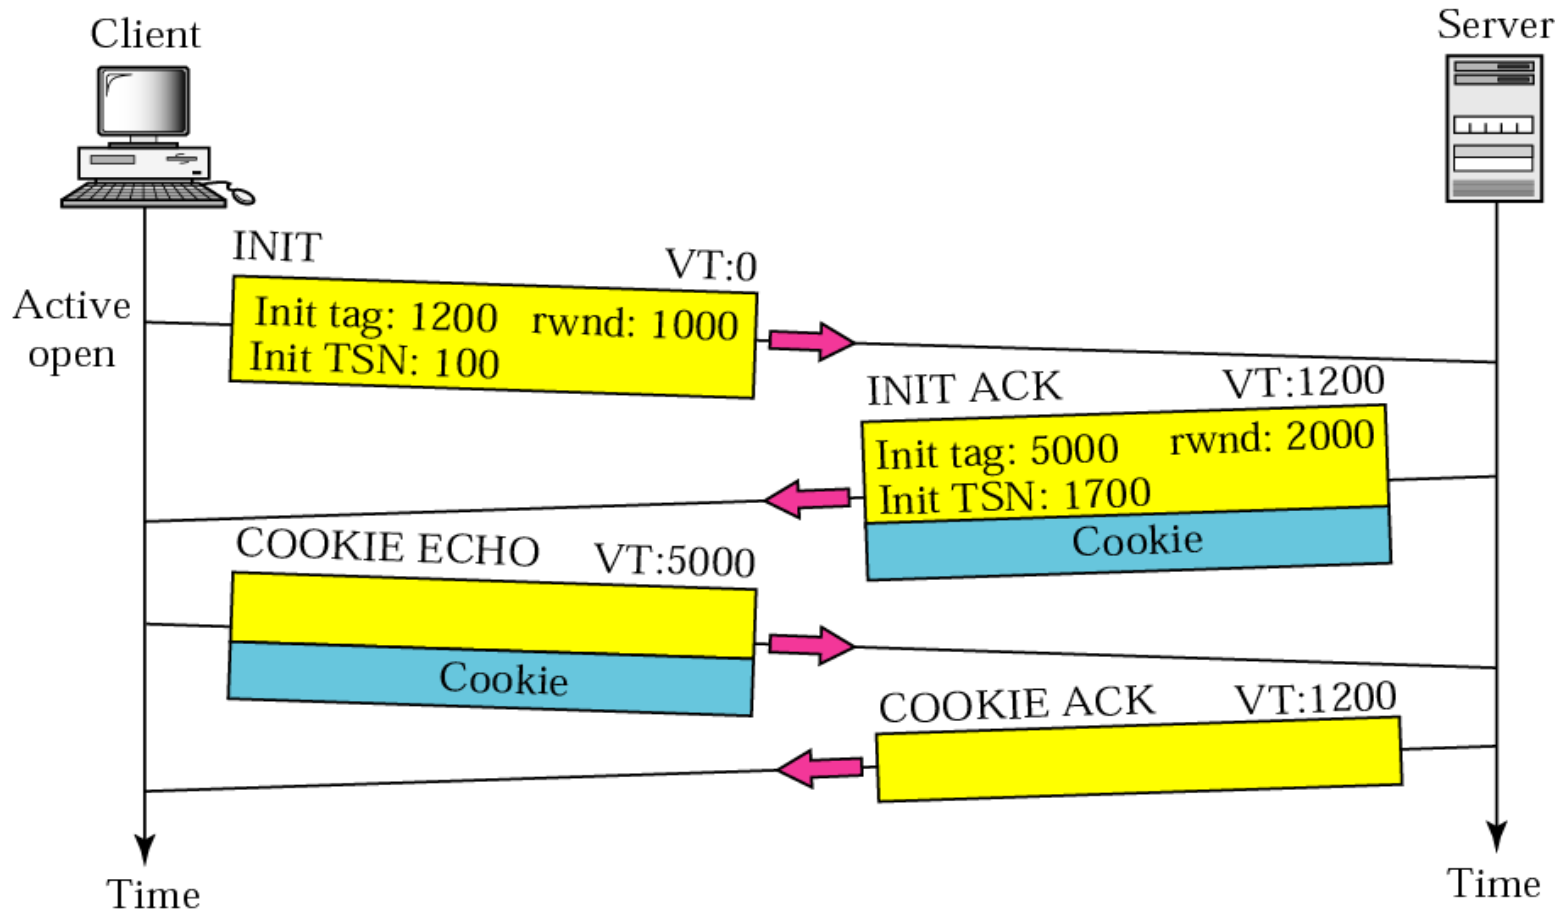 Client
Server
INIT VT:0
Active
open
Init tag: 1200 rwnd: 1000
Init TSN: 100
INIT ACK VT:1200
Init tag: 5000 rwnd: 2000
Init TSN: 1700
Cookie
COOKIE ECHO VT:5000
Cookie
COOKIE ACK VT:1200
Time
Time